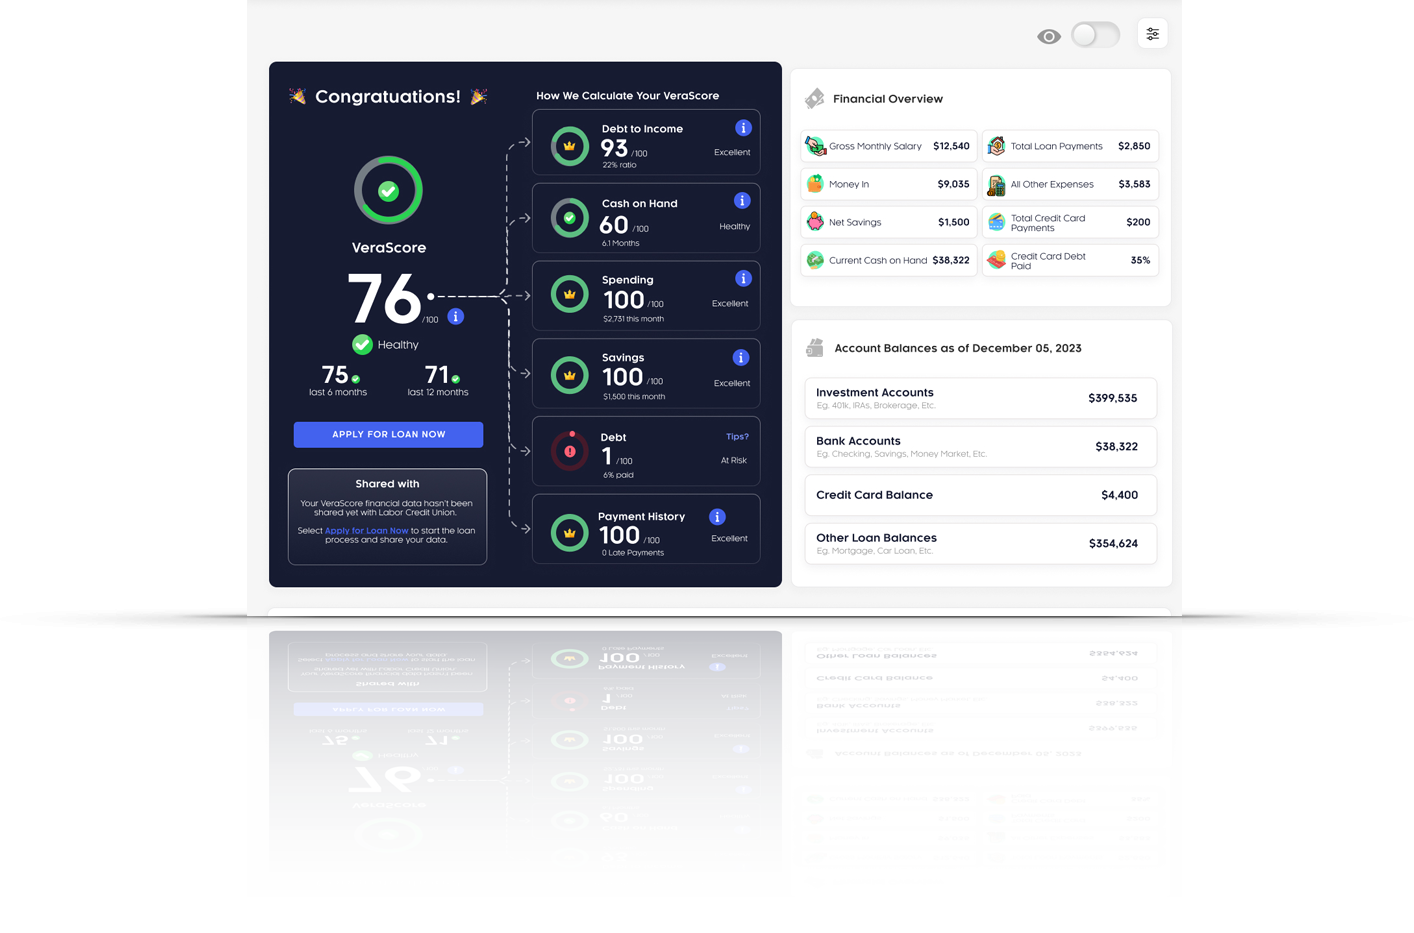 Congratuations!
VeraScore
76
/100
i
Healthy
75
last 6 months
71
last 12 months
APPLY FOR LOAN NOW
Shared with
Your VeraScore financial data hasn't been
shared yet with Labor Credit Union.
Select Apply for Loan Now to start the loan
process and share your data.
How We Calculate Your VeraScore
Debt to Income
i
93 /100
Excellent
22% ratio
Cash on Hand
i
60 /100
Healthy
6.1 Months
Spending
i
100 /100
Excellent
$2,731 this month
Savings
i
100 /100
Excellent
$1,500 this month
Debt
Tips?
1 /100
At Risk
6% paid
Payment History
i
100 /100
Excellent
0 Late Payments
Financial Overview
Gross Monthly Salary $12,540
Total Loan Payments $2,850
Money In $9,035
All Other Expenses $3,583
Net Savings $1,500
Total Credit Card
Payments
$200
Current Cash on Hand $38,322
Credit Card Debt
Paid
35%
Account Balances as of December 05, 2023
Investment Accounts
Eg. 401k, IRAs, Brokerage, Etc.
$399,535
Bank Accounts
Eg. Checking, Savings, Money Market, Etc.
$38,322
Credit Card Balance
$4,400
Other Loan Balances
Eg. Mortgage, Car Loan, Etc.
$354,624